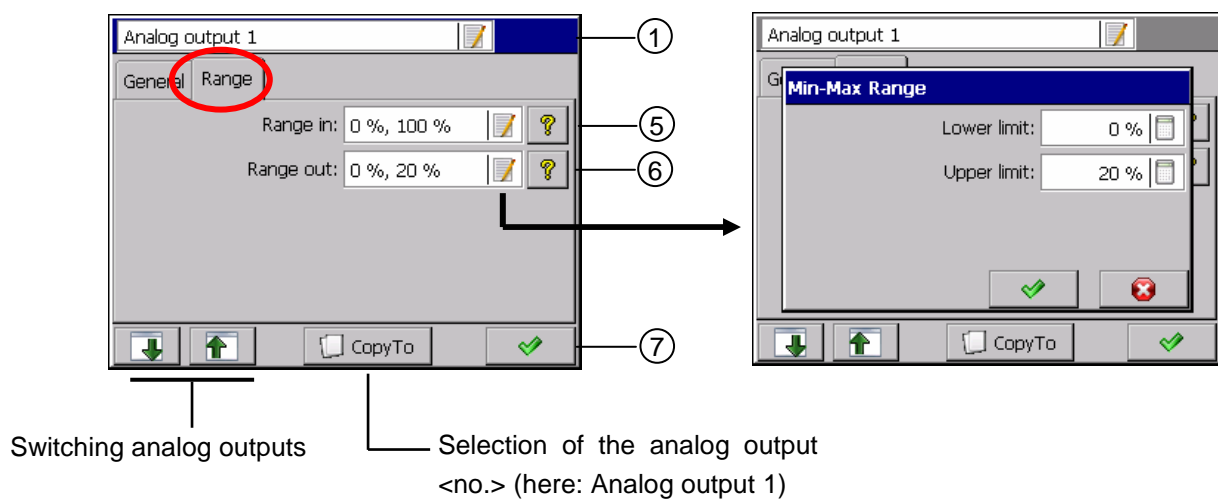 Analog output 1
General Range
Range in: 0 %, 100 % ?
Range out: 0 %, 20 % ?
CopyTo
1
5
6
7
Analog output 1
G
Min-Max Range
Lower limit: 0 %
Upper limit: 20 %
CopyTo
Switching analog outputs
Selection of the analog output
<no.> (here: Analog output 1)